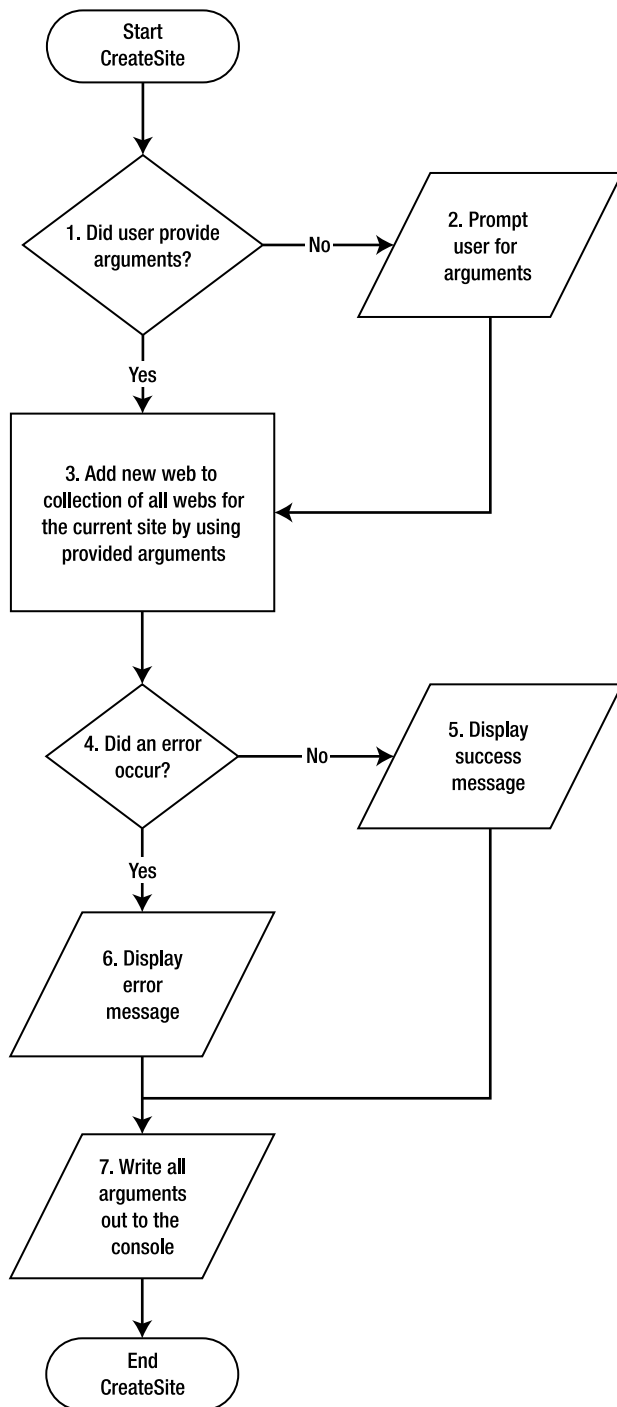 Start
CreateSite
1. Did user provide
arguments?
No
2. Prompt
user for
arguments
Yes
3. Add new web to
collection of all webs for
the current site by using
provided arguments
4. Did an error
occur?
No
5. Display
success
message
Yes
6. Display
error
message
7. Write all
arguments
out to the
console
End
CreateSite